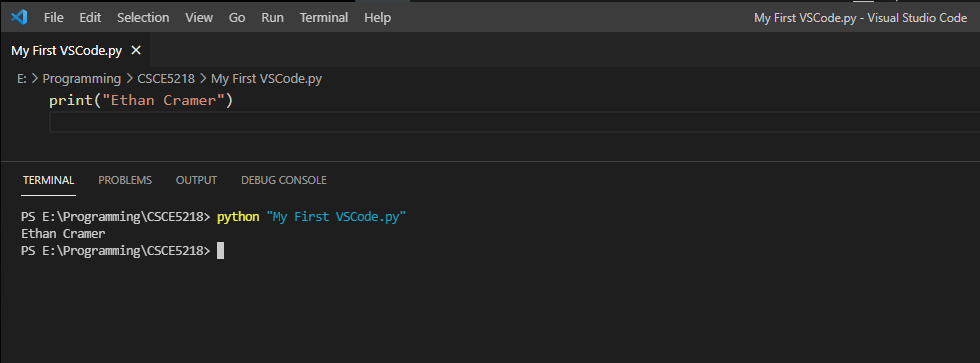 File Edit Selection View Go Run Terminal Help My First VSCode.py - Visual Studio Code
My First VSCode.py ×
E: > Programming > CSCE5218 > My First VSCode.py
print("Ethan Cramer")
TERMINAL PROBLEMS OUTPUT DEBUG CONSOLE
PS E:\Programming\CSCE5218> python "My First VSCode.py"
Ethan Cramer
PS E:\Programming\CSCE5218>